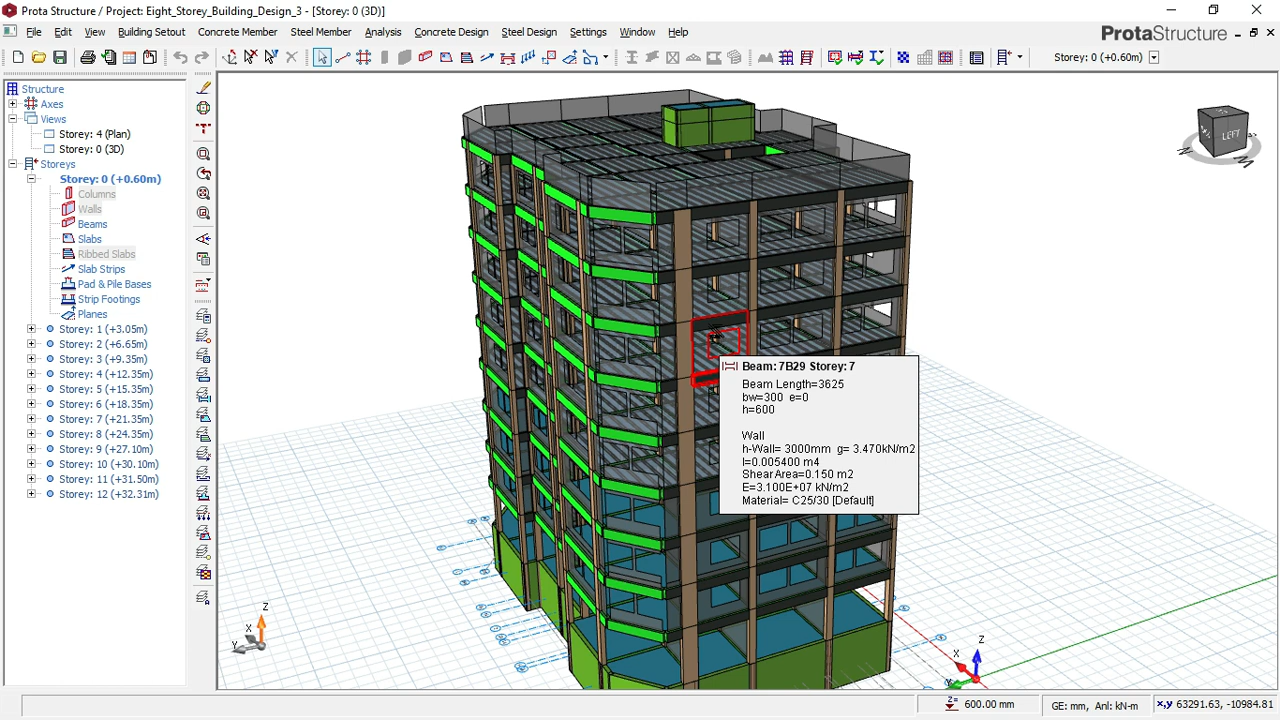 Prota Structure / Project: Eight_Storey_Building_Design_3 - [Storey: 0 (3D)]
File Edit View Building Setout Concrete Member Steel Member Analysis Concrete Design Steel Design Settings Window Help
ProtaStructure
Storey: 0 (+0.60m)
Structure
Axes
Views
Storey: 4 (Plan)
Storey: 0 (3D)
Storeys
Storey: 0 (+0.60m)
Columns
Walls
Beams
Slabs
Ribbed Slabs
Slab Strips
Pad & Pile Bases
Strip Footings
Planes
Storey: 1 (+3.05m)
Storey: 2 (+6.65m)
Storey: 3 (+9.35m)
Storey: 4 (+12.35m)
Storey: 5 (+15.35m)
Storey: 6 (+18.35m)
Storey: 7 (+21.35m)
Storey: 8 (+24.35m)
Storey: 9 (+27.10m)
Storey: 10 (+30.10m)
Storey: 11 (+31.50m)
Storey: 12 (+32.31m)
LEFT
Beam: 7B29 Storey: 7
Beam Length=3625
bw=300 e=0
h=600
Wall
h-Wall= 3000mm g= 3.470kN/m2
I=0.005400 m4
Shear Area=0.150 m2
E=3.100E+07 kN/m2
Material= C25/30 [Default]
Z
X
Y
Z
X
Y
Z= 600.00 mm
GE: mm, Anl: kN-m
x,y 63291.63, -10984.81